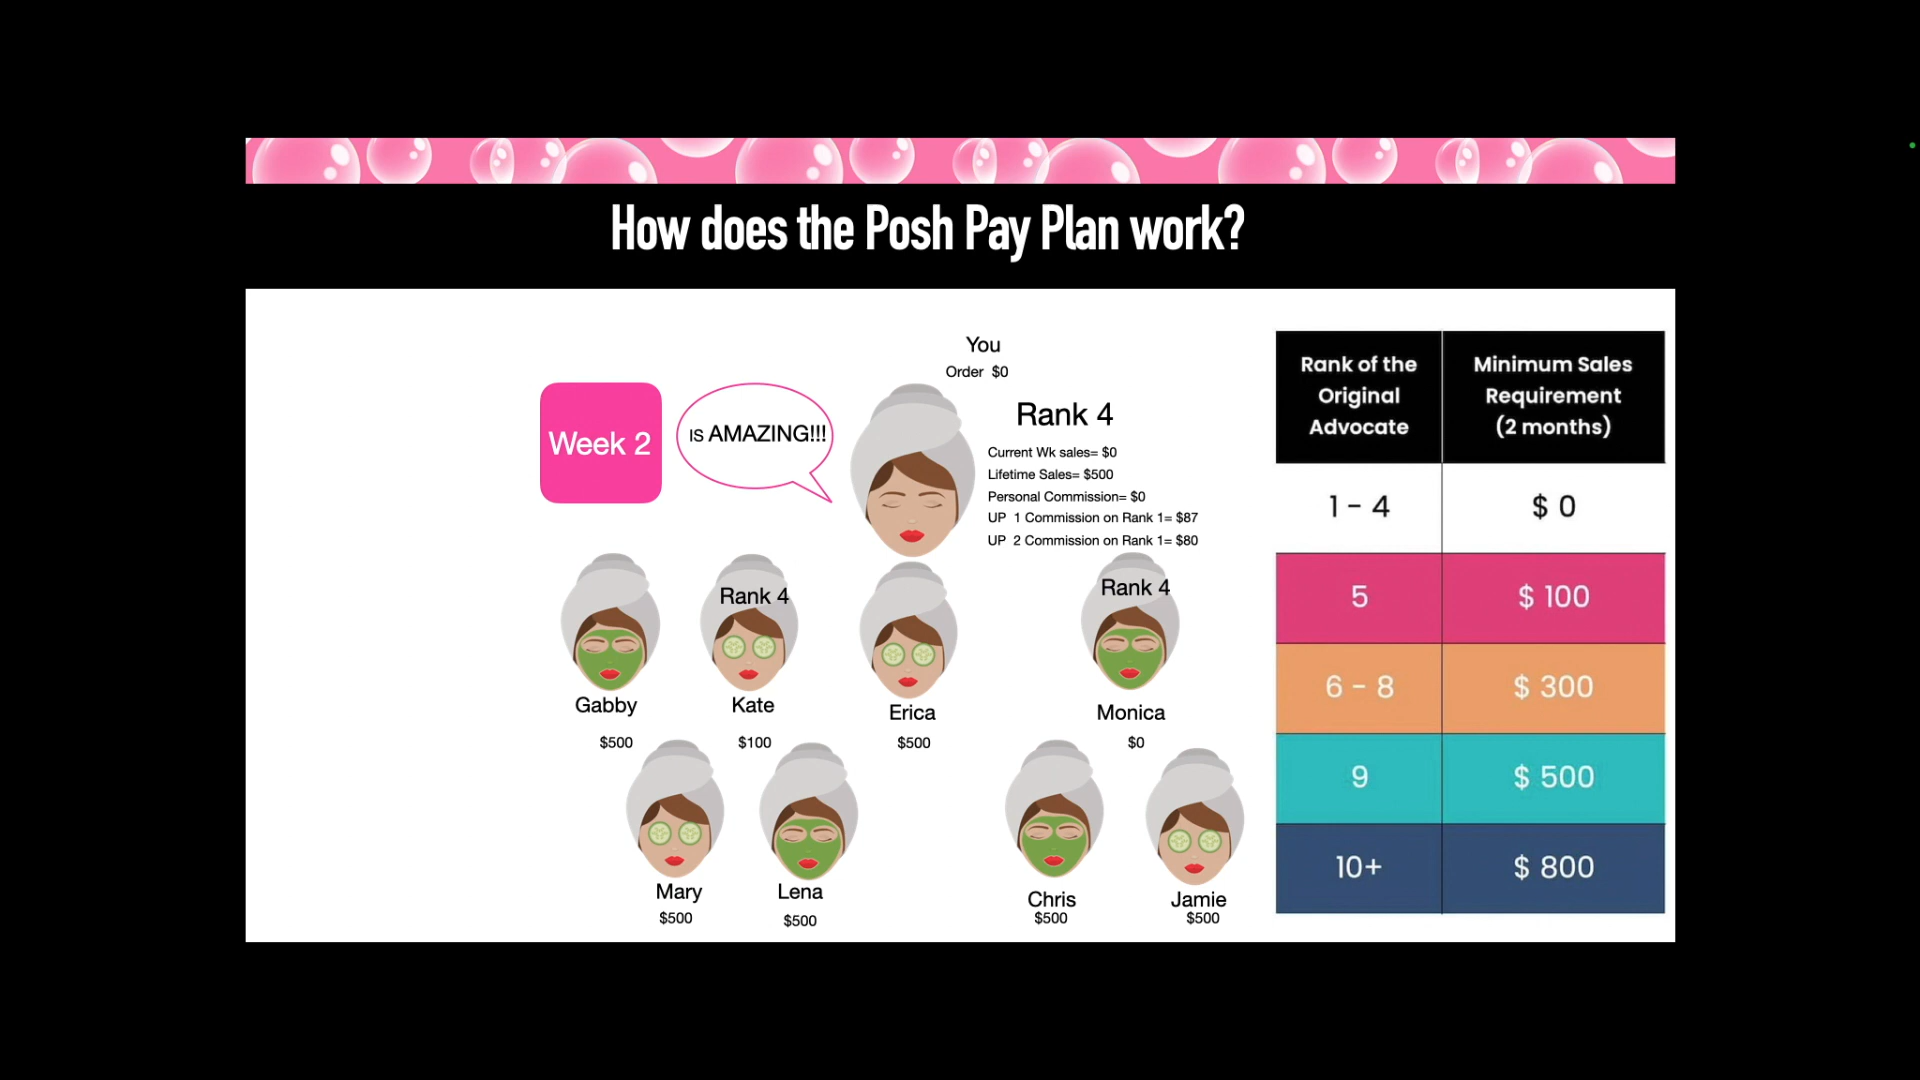 How does the Posh Pay Plan work?
You
Order $0
Week 2
IS AMAZING!!!
Rank 4
Current Wk sales= $0
Lifetime Sales= $500
Personal Commission= $0
UP 1 Commission on Rank 1= $87
UP 2 Commission on Rank 1= $80
Rank 4
Rank 4
Gabby
Kate
Erica
Monica
$500
$100
$500
$0
Mary
Lena
Chris
Jamie
$500
$500
$500
$500
Rank of the
Original
Advocate
Minimum Sales
Requirement
(2 months)
1 - 4
$ 0
5
$ 100
6 - 8
$ 300
9
$ 500
10+
$ 800